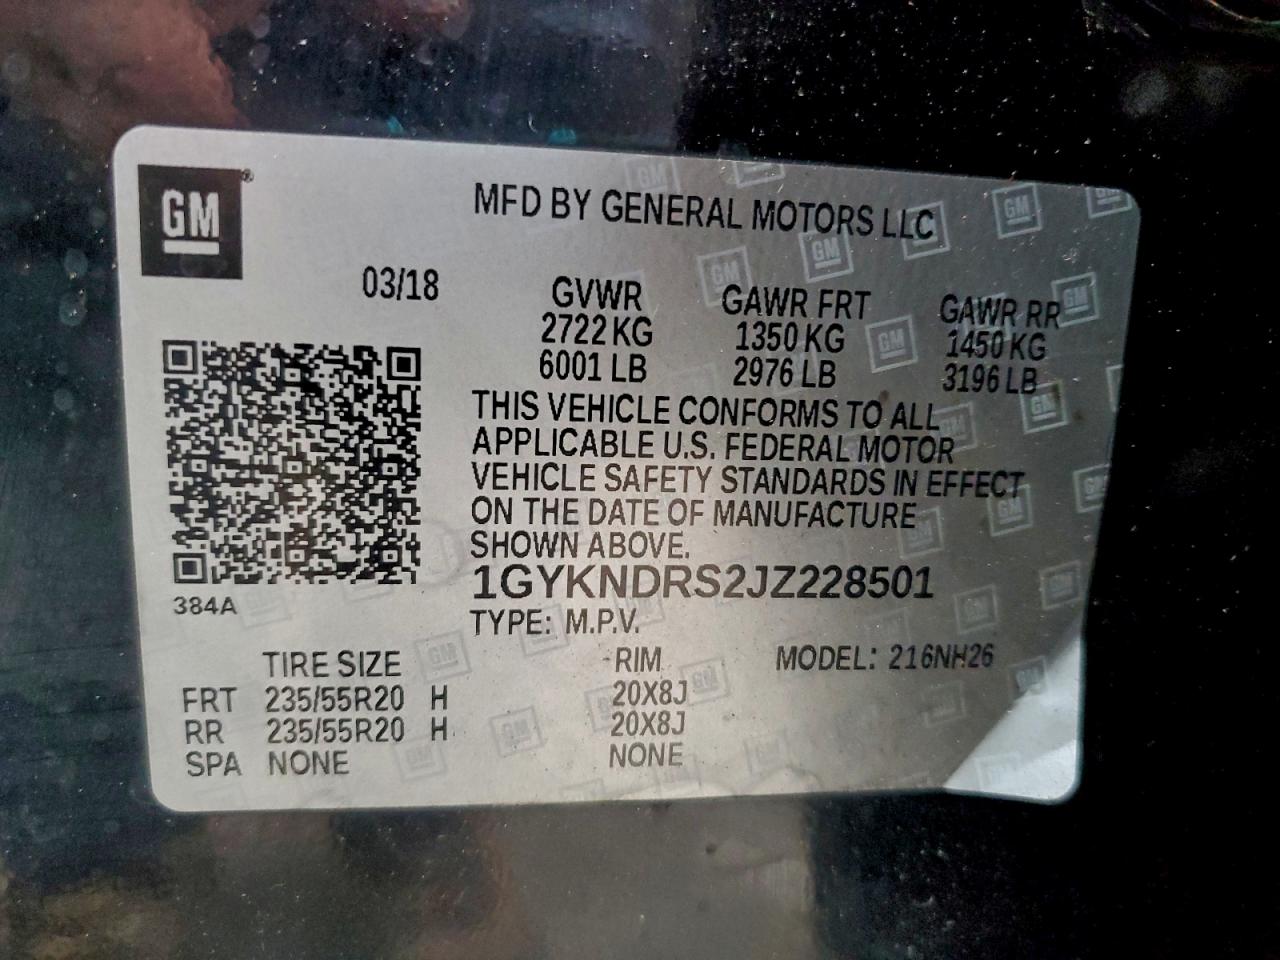 GM
MFD BY GENERAL MOTORS LLC
03/18
GVWR GAWR FRT GAWR RR
2722 KG 1350 KG 1450 KG
6001 LB 2976 LB 3196 LB
THIS VEHICLE CONFORMS TO ALL
APPLICABLE U.S. FEDERAL MOTOR
VEHICLE SAFETY STANDARDS IN EFFECT
ON THE DATE OF MANUFACTURE
SHOWN ABOVE.
1GYKNDRS2JZ228501
384A
TYPE: M.P.V.
TIRE SIZE RIM MODEL: 216NH26
FRT 235/55R20 H 20X8J
RR 235/55R20 H 20X8J
SPA NONE NONE